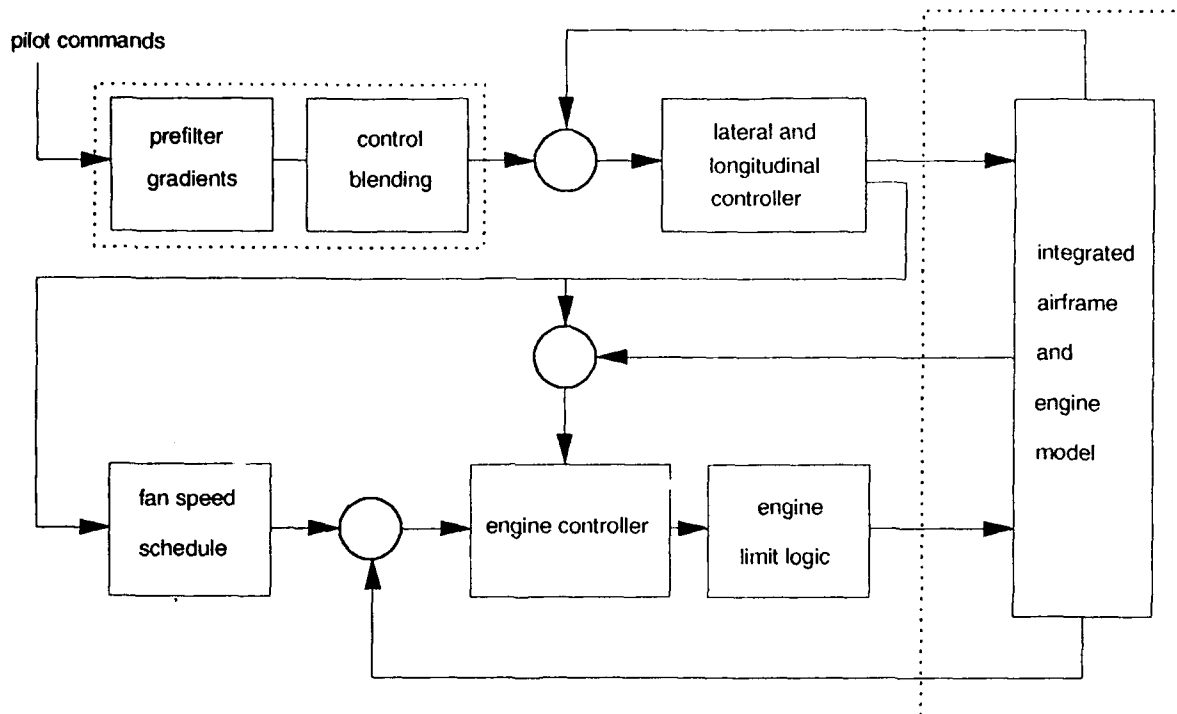 pilot commands
prefilter
gradients
control
blending
lateral and
longitudinal
controller
integrated
airframe
and
engine
model
fan speed
schedule
engine controller
engine
limit logic